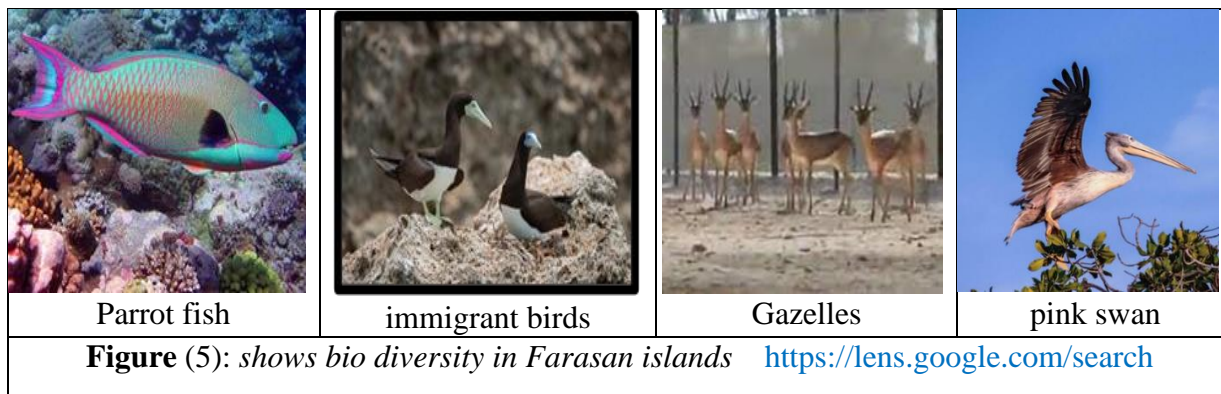 Parrot fish
immigrant birds
Gazelles
pink swan
Figure (5): shows bio diversity in Farasan islands https://lens.google.com/search